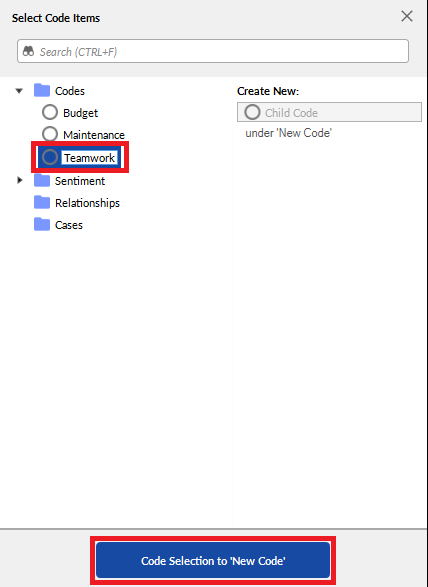 Select Code Items
Search (CTRL+F)
Codes
Budget
Maintenance
Teamwork
Sentiment
Relationships
Cases
Create New:
Child Code
under 'New Code'
Code Selection to 'New Code'